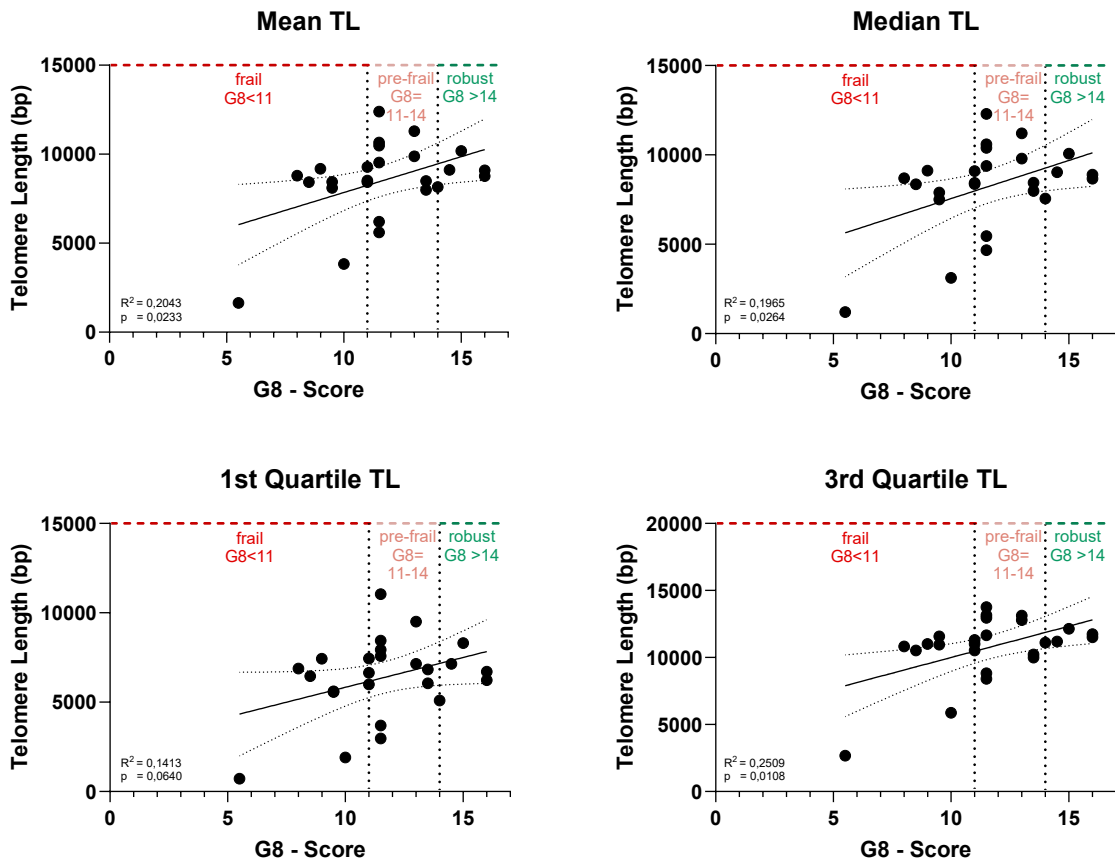 Mean TL
15000
10000
5000
0
Telomere Length (bp)
frail
G8<11
pre-frail
G8=
11-14
robust
G8 >14
R² = 0,2043
p = 0,0233
0 5 10 15
G8 - Score
Median TL
15000
10000
5000
0
Telomere Length (bp)
frail
G8<11
pre-frail
G8=
11-14
robust
G8 >14
R² = 0,1965
p = 0,0264
0 5 10 15
G8 - Score
1st Quartile TL
15000
10000
5000
0
Telomere Length (bp)
frail
G8<11
pre-frail
G8=
11-14
robust
G8 >14
R² = 0,1413
p = 0,0640
0 5 10 15
G8 - Score
3rd Quartile TL
20000
15000
10000
5000
0
Telomere Length (bp)
frail
G8<11
pre-frail
G8=
11-14
robust
G8 >14
R² = 0,2509
p = 0,0108
0 5 10 15
G8 - Score